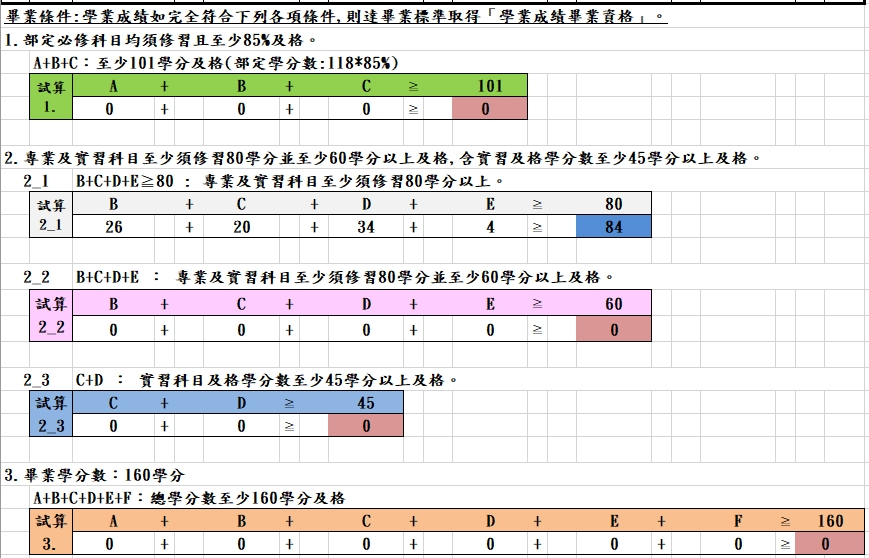 畢業條件:學業成績如完全符合下列各項條件,則達畢業標準取得「學業成績畢業資格」。
1.部定必修科目均須修習且至少85%及格。
A+B+C：至少101學分及格(部定學分數:118*85%)
試算 A + B + C ≧ 101
1. 0 + 0 + 0 ≧ 0
2.專業及實習科目至少須修習80學分並至少60學分以上及格,含實習及格學分數至少45學分以上及格。
2_1 B+C+D+E≧80 : 專業及實習科目至少須修習80學分以上。
試算 B + C + D + E ≧ 80
2_1 26 + 20 + 34 + 4 ≧ 84
2_2 B+C+D+E ： 專業及實習科目至少須修習80學分並至少60學分以上及格。
試算 B + C + D + E ≧ 60
2_2 0 + 0 + 0 + 0 ≧ 0
2_3 C+D ： 實習科目及格學分數至少45學分以上及格。
試算 C + D ≧ 45
2_3 0 + 0 ≧ 0
3.畢業學分數：160學分
A+B+C+D+E+F：總學分數至少160學分及格
試算 A + B + C + D + E + F ≧ 160
3. 0 + 0 + 0 + 0 + 0 + 0 ≧ 0